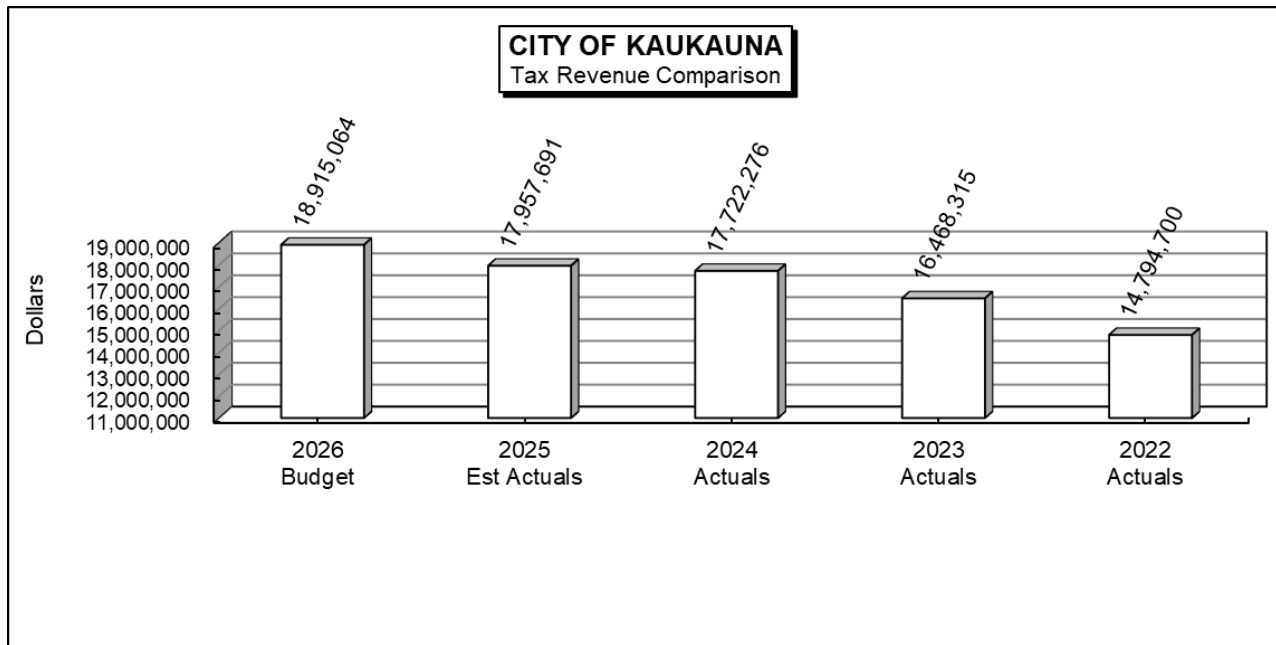 CITY OF KAUKAUNA
Tax Revenue Comparison
18,915,064
17,957,691
17,722,276
16,468,315
14,794,700
Dollars
19,000,000
18,000,000
17,000,000
16,000,000
15,000,000
14,000,000
13,000,000
12,000,000
11,000,000
2026
Budget
2025
Est Actuals
2024
Actuals
2023
Actuals
2022
Actuals